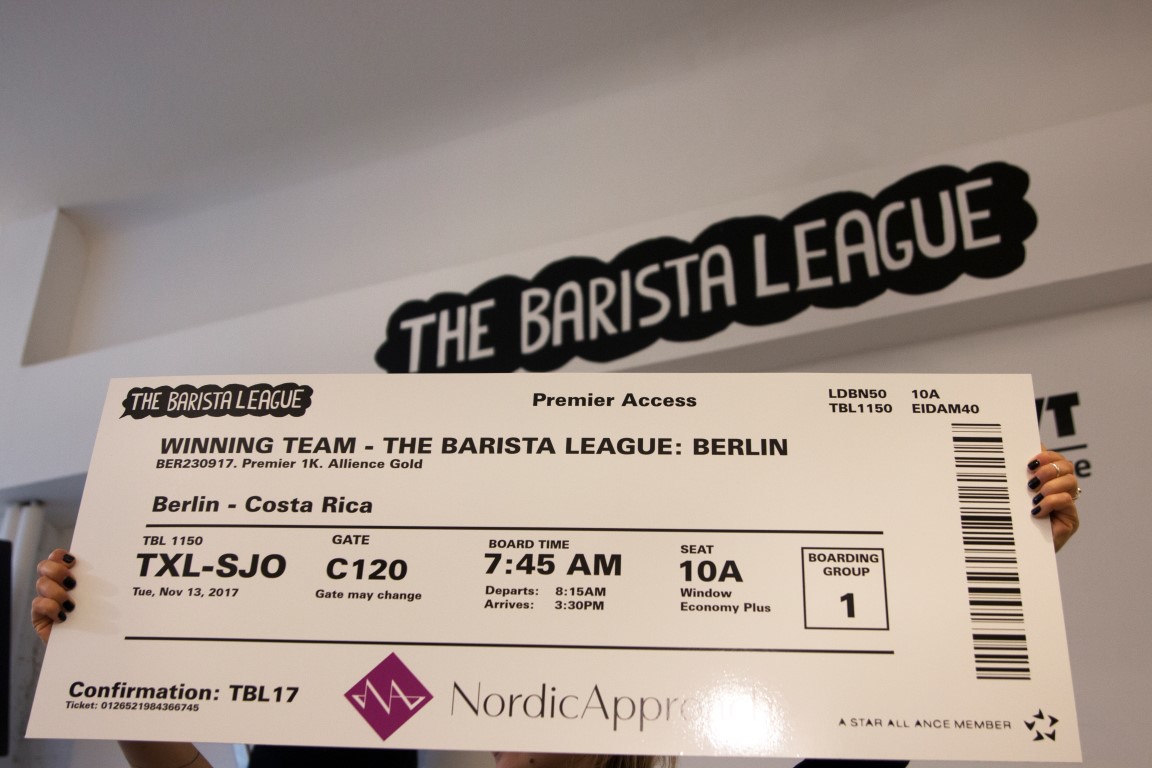 THE BARISTA LEAGUE
THE BARISTA LEAGUE
Premier Access
LDBN50 10A
TBL1150 EIDAM40
WINNING TEAM - THE BARISTA LEAGUE: BERLIN
BER230917. Premier 1K. Allience Gold
Berlin - Costa Rica
TBL 1150
TXL-SJO
Tue, Nov 13, 2017
GATE
C120
Gate may change
BOARD TIME
7:45 AM
Departs: 8:15AM
Arrives: 3:30PM
SEAT
10A
Window
Economy Plus
BOARDING
GROUP
1
Confirmation: TBL17
Ticket: 0126521984366745
A STAR ALL ANCE MEMBER